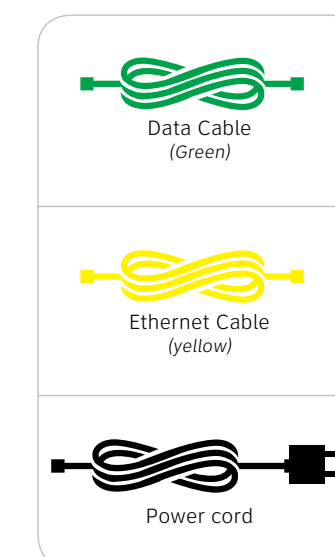 Data Cable
(Green)
Ethernet Cable
(yellow)
Power cord